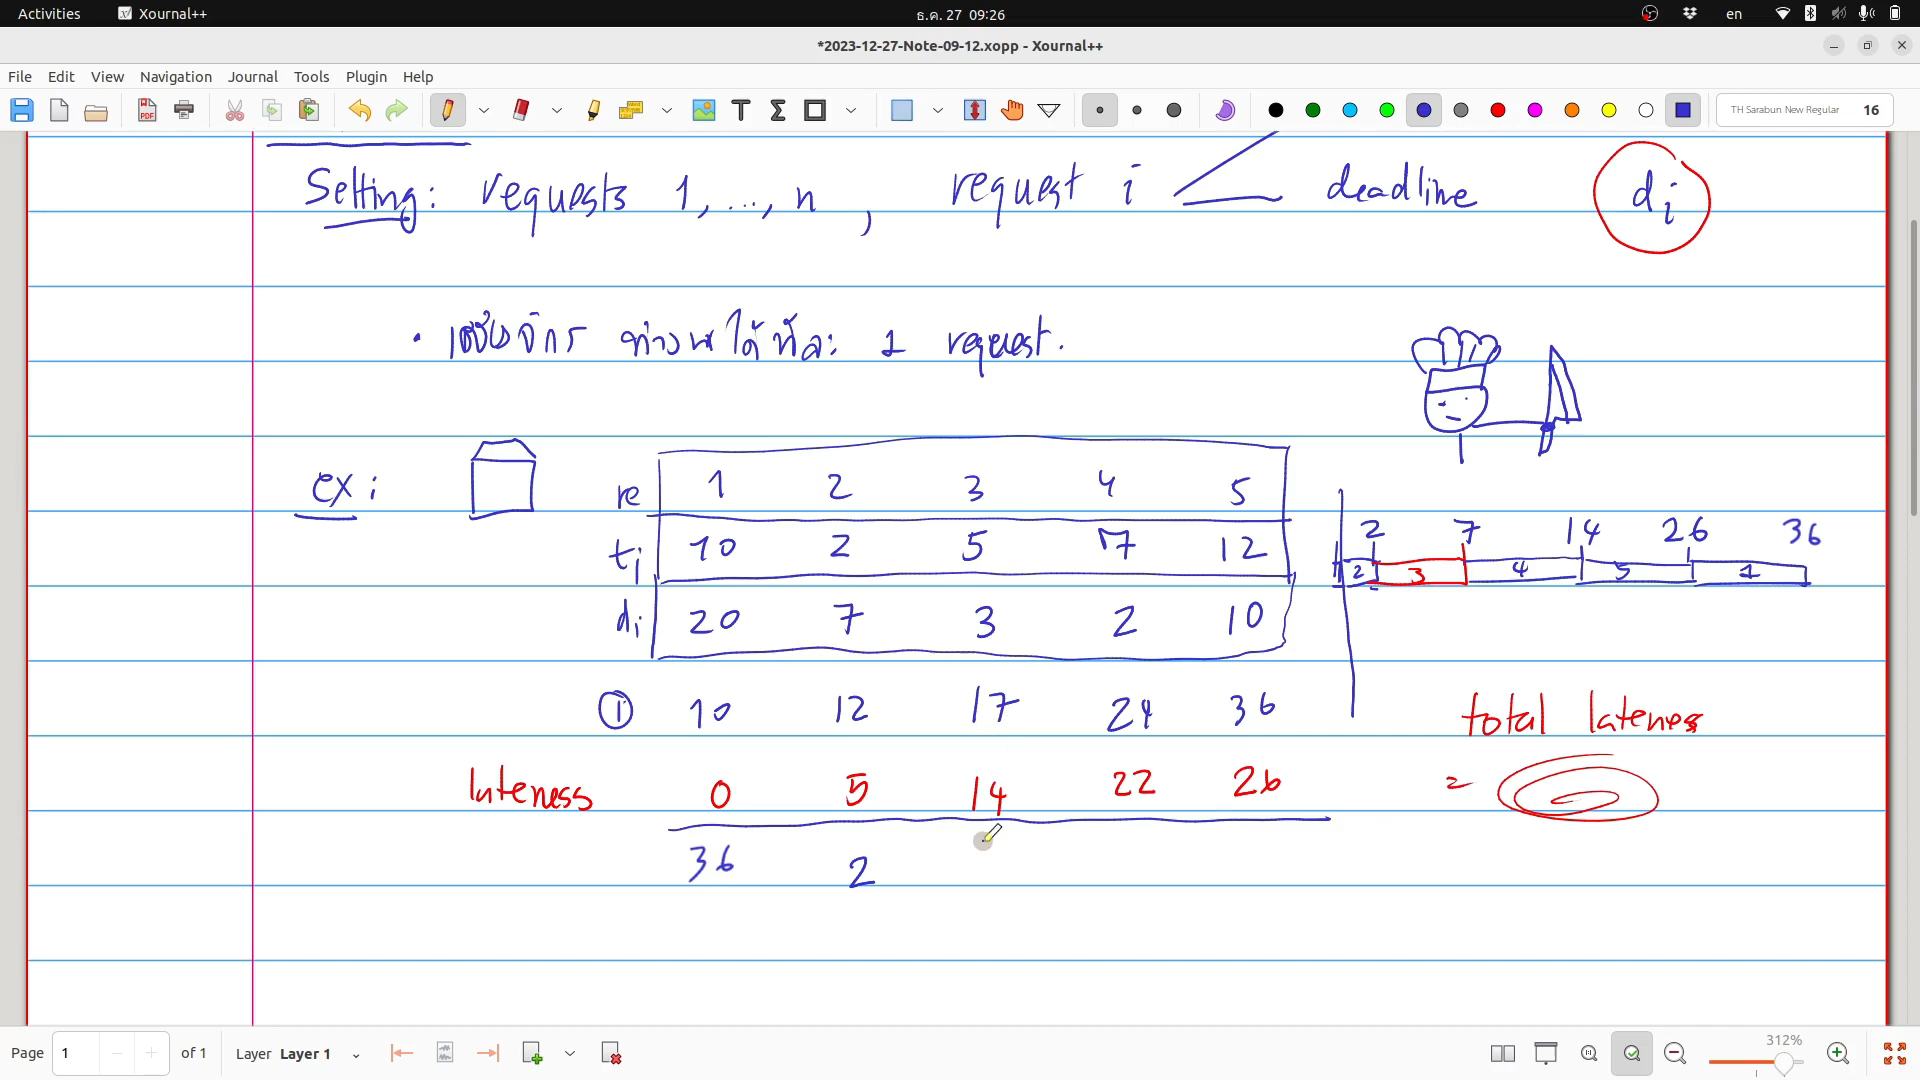 Activities Xournal++ ธ.ค. 27 09:26 en
*2023-12-27-Note-09-12.xopp - Xournal++
File Edit View Navigation Journal Tools Plugin Help
TH Sarabun New Regular 16
Setting: requests 1, ..., n , request i deadline di
• เครื่องจักร ทำงานได้ทีละ 1 request.
ex: re 1 2 3 4 5
2 7 14 26 36
ti 10 2 5 7 12
2 3 4 5 1
di 20 7 3 2 10
① 10 12 17 24 36 total lateness
lateness 0 5 14 22 26 =
36 2
Page 1 of 1 Layer Layer 1 312%